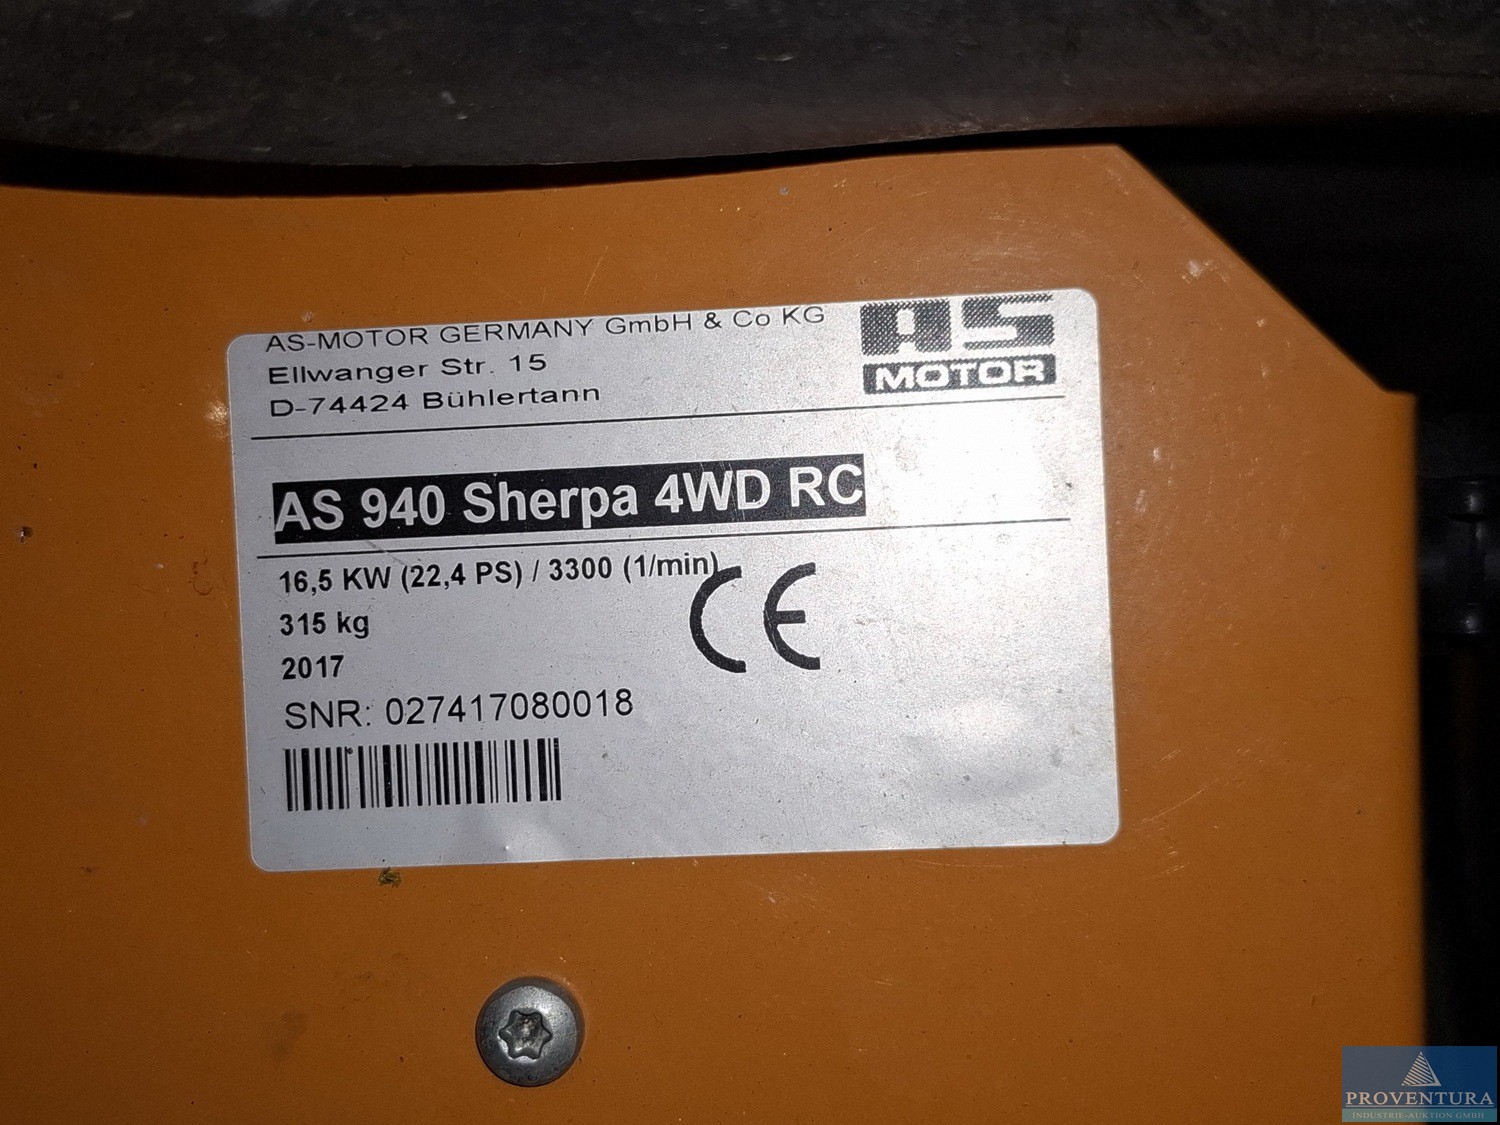 AS-MOTOR GERMANY GmbH & Co KG
Ellwanger Str. 15
D-74424 Bühlertann
AS
MOTOR
AS 940 Sherpa 4WD RC
16,5 KW (22,4 PS) / 3300 (1/min)
315 kg
2017
CE
SNR: 027417080018
PROVENTURA
INDUSTRIE-AUKTION GMBH